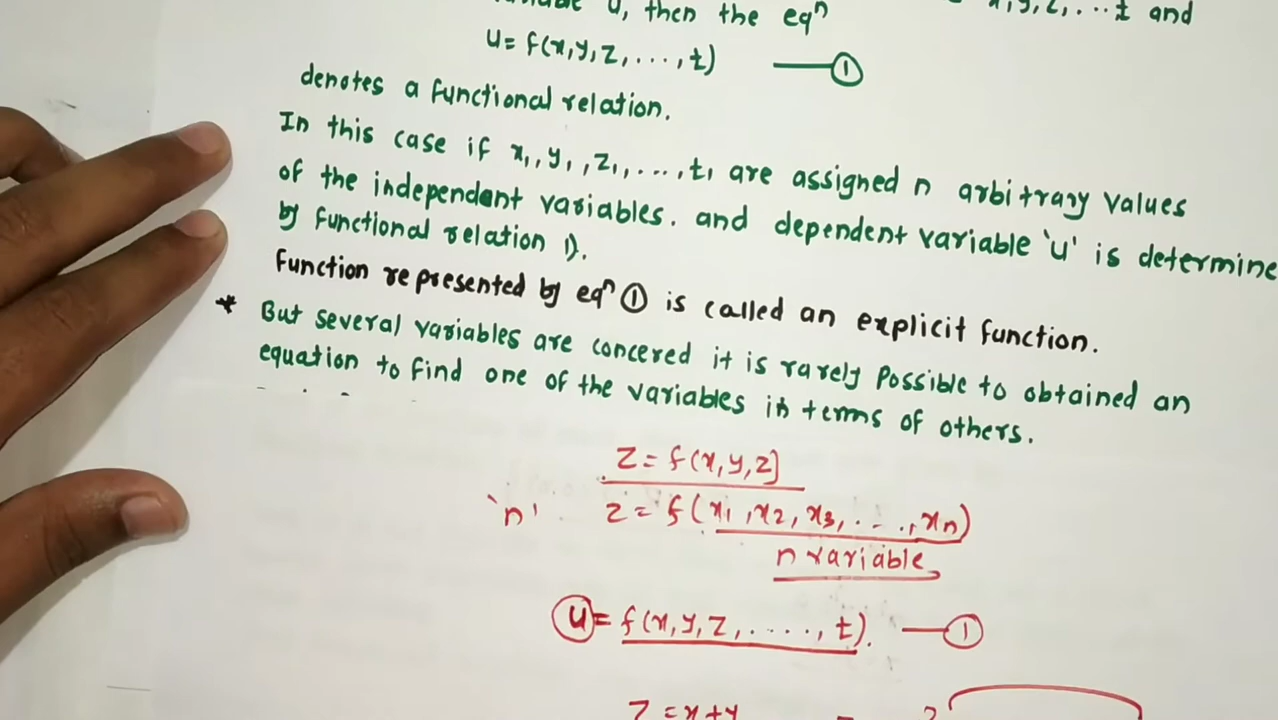 u, then the eqⁿ x,y,z,...t and
u= f(x,y,z,...,t) ——①
denotes a functional relation.
In this case if x₁,y₁,z₁,...,t₁ are assigned n arbitrary values
of the independent variables. and dependent variable 'u' is determine
by functional relation 1).
Function represented by eqⁿ ① is called an explicit function.
* But several variables are concered it is rarely possible to obtained an
equation to find one of the variables in terms of others.
z= f(x,y,z)
'n' z= f(x₁,x₂,x₃,...,xₙ)
n variable
u= f(x,y,z,.....,t). ——①
z=x+y